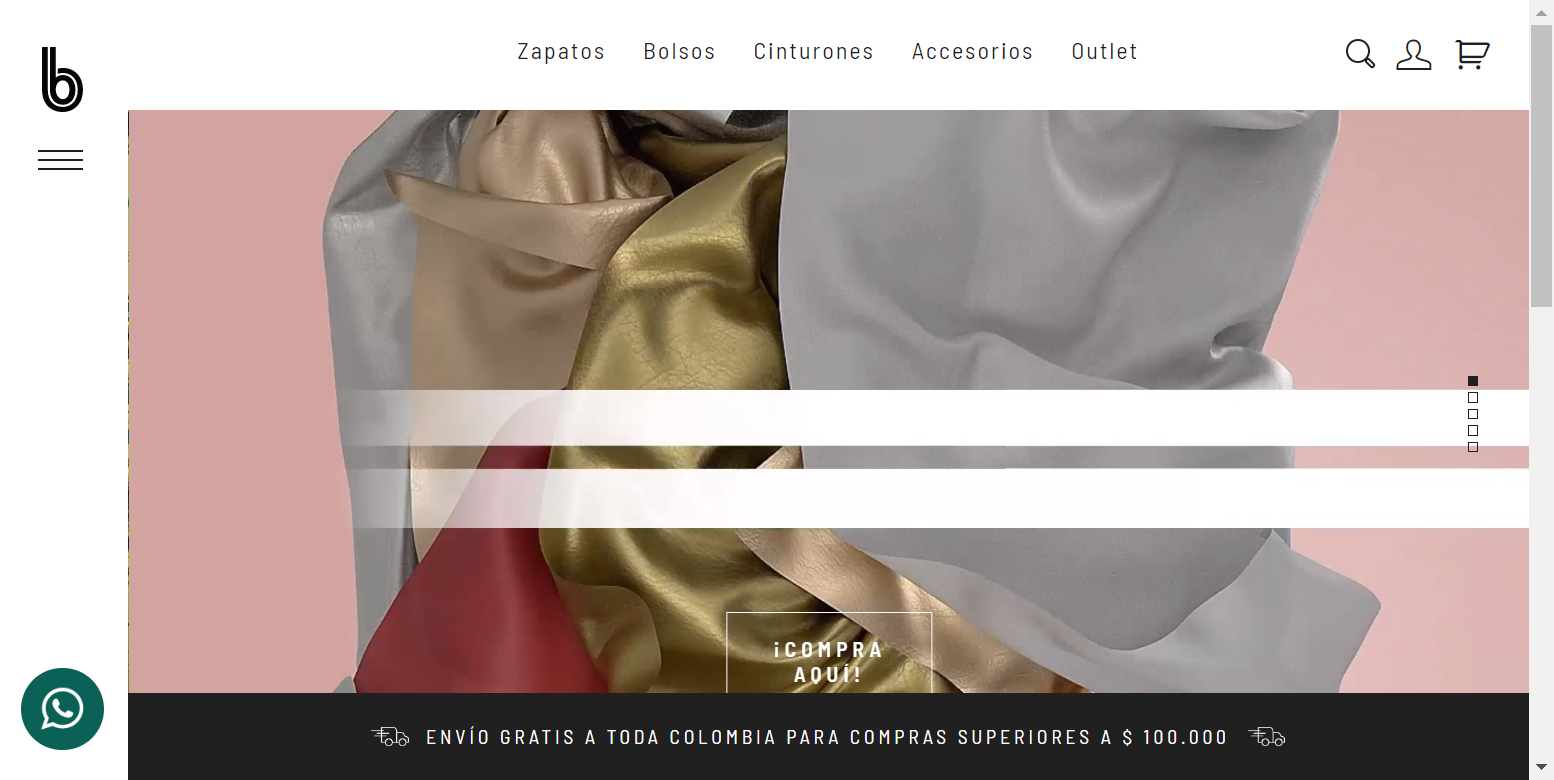 b
Zapatos Bolsos Cinturones Accesorios Outlet
¡COMPRA
AQUÍ!
ENVÍO GRATIS A TODA COLOMBIA PARA COMPRAS SUPERIORES A $ 100.000